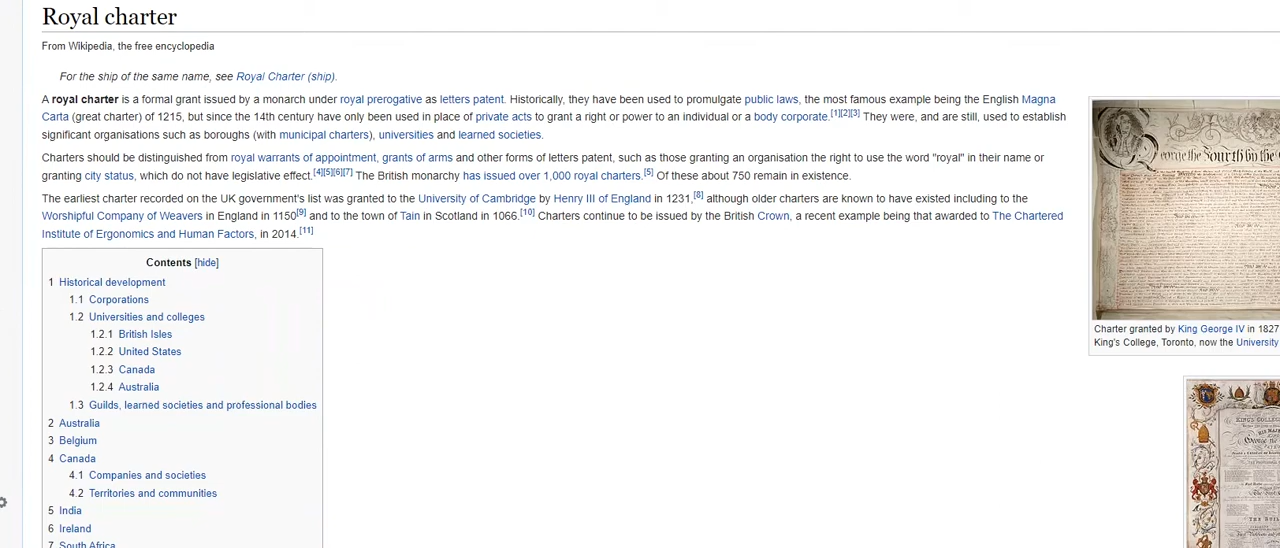 Royal charter
From Wikipedia, the free encyclopedia
For the ship of the same name, see Royal Charter (ship).
A royal charter is a formal grant issued by a monarch under royal prerogative as letters patent. Historically, they have been used to promulgate public laws, the most famous example being the English Magna
Carta (great charter) of 1215, but since the 14th century have only been used in place of private acts to grant a right or power to an individual or a body corporate.[1][2][3] They were, and are still, used to establish
significant organisations such as boroughs (with municipal charters), universities and learned societies.
Charters should be distinguished from royal warrants of appointment, grants of arms and other forms of letters patent, such as those granting an organisation the right to use the word "royal" in their name or
granting city status, which do not have legislative effect.[4][5][6][7] The British monarchy has issued over 1,000 royal charters.[5] Of these about 750 remain in existence.
The earliest charter recorded on the UK government's list was granted to the University of Cambridge by Henry III of England in 1231,[8] although older charters are known to have existed including to the
Worshipful Company of Weavers in England in 1150[9] and to the town of Tain in Scotland in 1066.[10] Charters continue to be issued by the British Crown, a recent example being that awarded to The Chartered
Institute of Ergonomics and Human Factors, in 2014.[11]
Contents [hide]
1 Historical development
1.1 Corporations
1.2 Universities and colleges
1.2.1 British Isles
1.2.2 United States
1.2.3 Canada
1.2.4 Australia
1.3 Guilds, learned societies and professional bodies
2 Australia
3 Belgium
4 Canada
4.1 Companies and societies
4.2 Territories and communities
5 India
6 Ireland
7 South Africa
George the Fourth by the
Charter granted by King George IV in 1827
King's College, Toronto, now the University